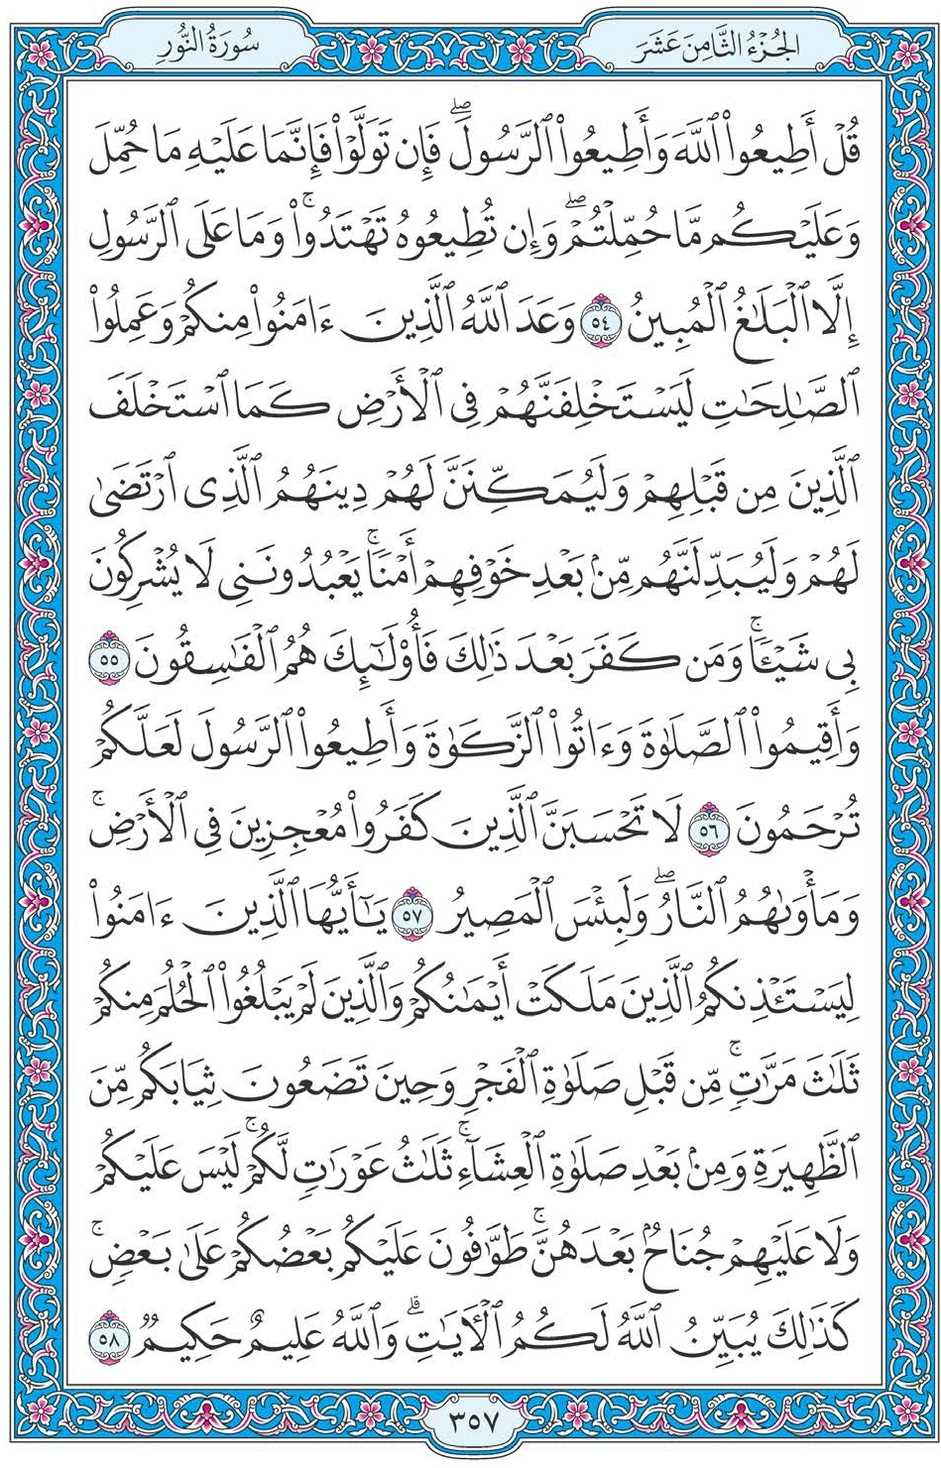 الجُزْءُ الثَّامِنَ عَشَرَ
سُورَةُ النُّورِ
قُلْ أَطِيعُوا۟ ٱللَّهَ وَأَطِيعُوا۟ ٱلرَّسُولَۖ فَإِن تَوَلَّوْا۟ فَإِنَّمَا عَلَيْهِ مَا حُمِّلَ
وَعَلَيْكُم مَّا حُمِّلْتُمْۖ وَإِن تُطِيعُوهُ تَهْتَدُوا۟ۚ وَمَا عَلَى ٱلرَّسُولِ
إِلَّا ٱلْبَلَٰغُ ٱلْمُبِينُ ٥٤ وَعَدَ ٱللَّهُ ٱلَّذِينَ ءَامَنُوا۟ مِنكُمْ وَعَمِلُوا۟
ٱلصَّٰلِحَٰتِ لَيَسْتَخْلِفَنَّهُمْ فِى ٱلْأَرْضِ كَمَا ٱسْتَخْلَفَ
ٱلَّذِينَ مِن قَبْلِهِمْ وَلَيُمَكِّنَنَّ لَهُمْ دِينَهُمُ ٱلَّذِى ٱرْتَضَىٰ
لَهُمْ وَلَيُبَدِّلَنَّهُم مِّنۢ بَعْدِ خَوْفِهِمْ أَمْنًاۚ يَعْبُدُونَنِى لَا يُشْرِكُونَ
بِى شَيْـًٔاۚ وَمَن كَفَرَ بَعْدَ ذَٰلِكَ فَأُو۟لَٰٓئِكَ هُمُ ٱلْفَٰسِقُونَ ٥٥
وَأَقِيمُوا۟ ٱلصَّلَوٰةَ وَءَاتُوا۟ ٱلزَّكَوٰةَ وَأَطِيعُوا۟ ٱلرَّسُولَ لَعَلَّكُمْ
تُرْحَمُونَ ٥٦ لَا تَحْسَبَنَّ ٱلَّذِينَ كَفَرُوا۟ مُعْجِزِينَ فِى ٱلْأَرْضِۚ
وَمَأْوَىٰهُمُ ٱلنَّارُۖ وَلَبِئْسَ ٱلْمَصِيرُ ٥٧ يَٰٓأَيُّهَا ٱلَّذِينَ ءَامَنُوا۟
لِيَسْتَـْٔذِنكُمُ ٱلَّذِينَ مَلَكَتْ أَيْمَٰنُكُمْ وَٱلَّذِينَ لَمْ يَبْلُغُوا۟ ٱلْحُلُمَ مِنكُمْ
ثَلَٰثَ مَرَّٰتٍۚ مِّن قَبْلِ صَلَوٰةِ ٱلْفَجْرِ وَحِينَ تَضَعُونَ ثِيَابَكُم مِّنَ
ٱلظَّهِيرَةِ وَمِنۢ بَعْدِ صَلَوٰةِ ٱلْعِشَآءِۚ ثَلَٰثُ عَوْرَٰتٍ لَّكُمْۚ لَيْسَ عَلَيْكُمْ
وَلَا عَلَيْهِمْ جُنَاحٌۢ بَعْدَهُنَّۚ طَوَّٰفُونَ عَلَيْكُم بَعْضُكُمْ عَلَىٰ بَعْضٍۚ
كَذَٰلِكَ يُبَيِّنُ ٱللَّهُ لَكُمُ ٱلْـَٔايَٰتِۗ وَٱللَّهُ عَلِيمٌ حَكِيمٌ ٥٨
٣٥٧